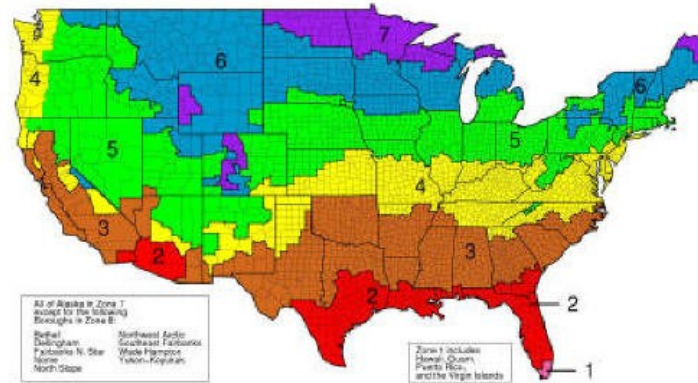 7
6
4
6
5
5
4
3
3
2
2
2
1
All of Alaska in Zone 7
except for the following
Boroughs in Zone 8:
Bethel Northwest Arctic
Dellingham Southeast Fairbanks
Fairbanks N. Star Wade Hampton
Nome Yukon-Koyukuk
North Slope
Zone 1 includes
Hawaii, Guam,
Puerto Rico,
and the Virgin Islands